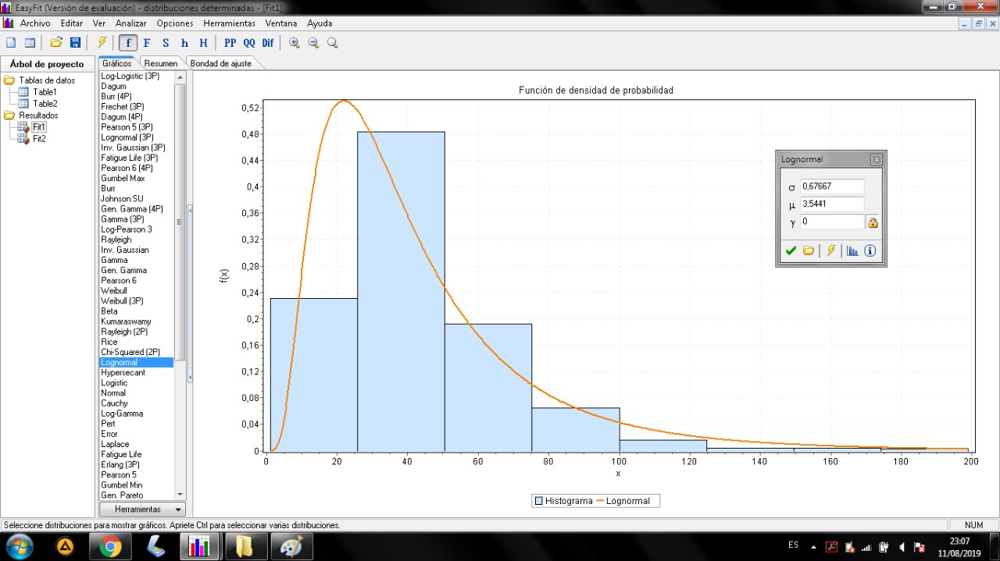 EasyFit (Versión de evaluación) - distribuciones determinadas - [Fit1]
Archivo Editar Ver Analizar Opciones Herramientas Ventana Ayuda
f F S h H PP QQ Dif
Árbol de proyecto
Tablas de datos
Table1
Table2
Resultados
Fit1
Fit2
Gráficos Resumen Bondad de ajuste
Log-Logistic (3P)
Dagum
Burr (4P)
Frechet (3P)
Dagum (4P)
Pearson 5 (3P)
Lognormal (3P)
Inv. Gaussian (3P)
Fatigue Life (3P)
Pearson 6 (4P)
Gumbel Max
Burr
Johnson SU
Gen. Gamma (4P)
Gamma (3P)
Log-Pearson 3
Rayleigh
Inv. Gaussian
Gamma
Gen. Gamma
Pearson 6
Weibull
Weibull (3P)
Beta
Kumaraswamy
Rayleigh (2P)
Rice
Chi-Squared (2P)
Lognormal
Hypersecant
Logistic
Normal
Cauchy
Log-Gamma
Pert
Error
Laplace
Fatigue Life
Erlang (3P)
Pearson 5
Gumbel Min
Gen. Pareto
Herramientas
Función de densidad de probabilidad
f(x)
0,52
0,48
0,44
0,4
0,36
0,32
0,28
0,24
0,2
0,16
0,12
0,08
0,04
0
0 20 40 60 80 100 120 140 160 180 200
x
Histograma Lognormal
Lognormal
σ 0,67667
μ 3,5441
γ 0
Seleccione distribuciones para mostrar gráficos. Apriete Ctrl para seleccionar varias distribuciones.
NUM
ES
23:07
11/08/2019